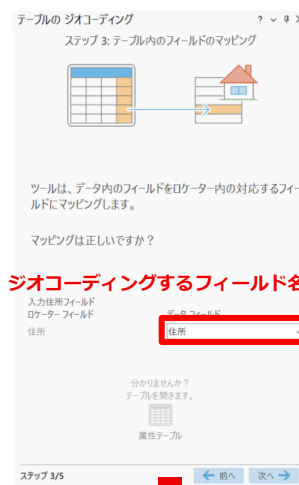 テーブルの ジオコーディング
ステップ 3: テーブル内のフィールドのマッピング
ツールは、データ内のフィールドをロケーター内の対応するフィー
ルドにマッピングします。
マッピングは正しいですか？
ジオコーディングするフィールド名
入力住所フィールド
ロケーター フィールド データ フィールド
住所 住所
分かりませんか？
テーブルを開きます。
属性テーブル
ステップ 3/5 前へ 次へ